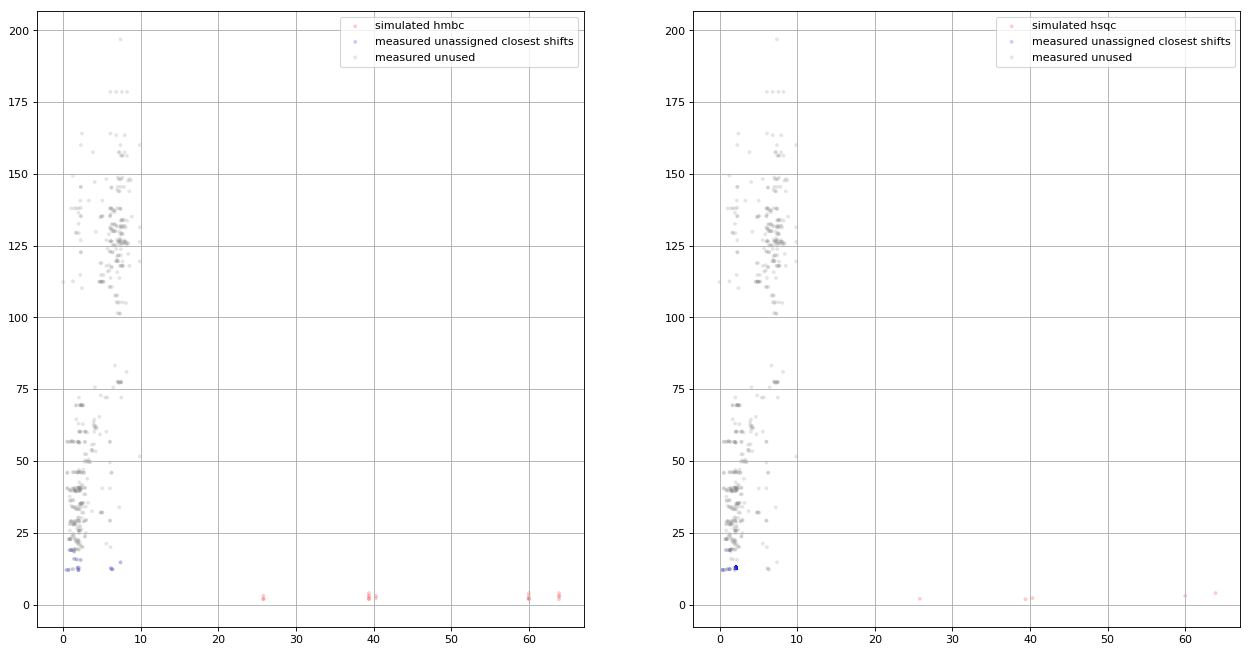 simulated hmbc
measured unassigned closest shifts
measured unused
200
175
150
125
100
75
50
25
0
0 10 20 30 40 50 60
simulated hsqc
measured unassigned closest shifts
measured unused
200
175
150
125
100
75
50
25
0
0 10 20 30 40 50 60